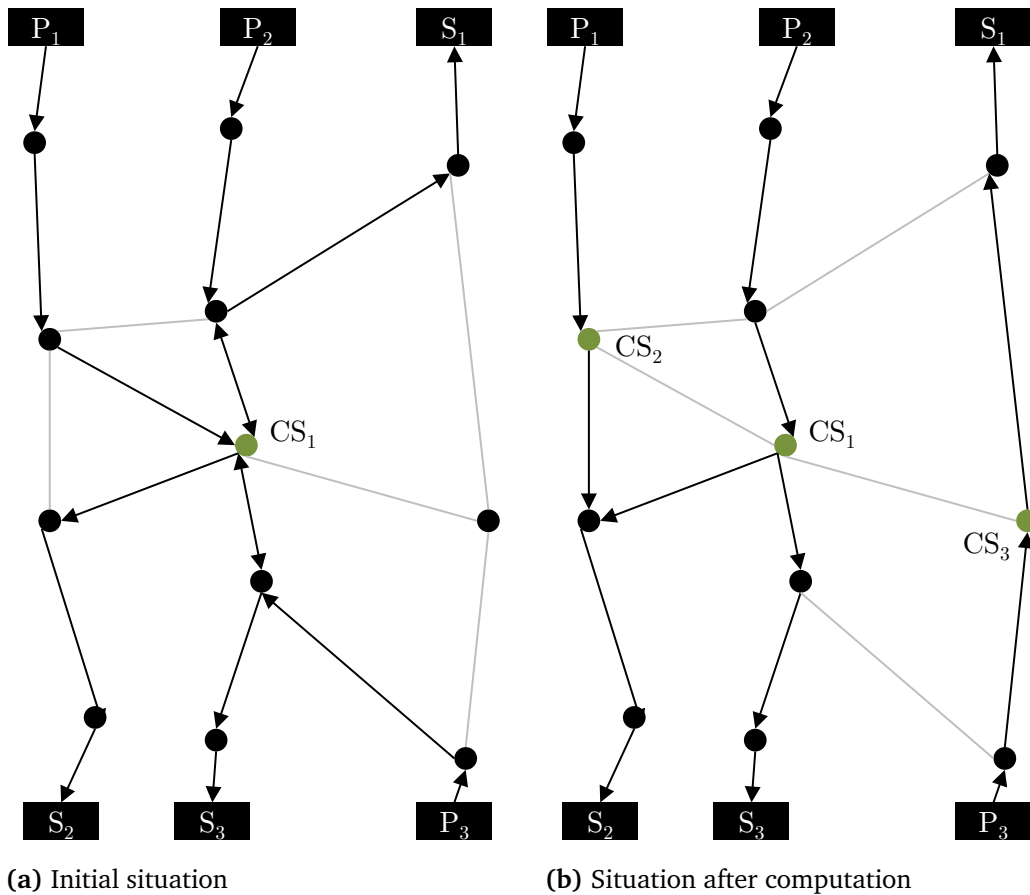 P₁ P₂ S₁ P₁ P₂ S₁
CS₂
CS₁ CS₁
CS₃
S₂ S₃ P₃ S₂ S₃ P₃
(a) Initial situation (b) Situation after computation